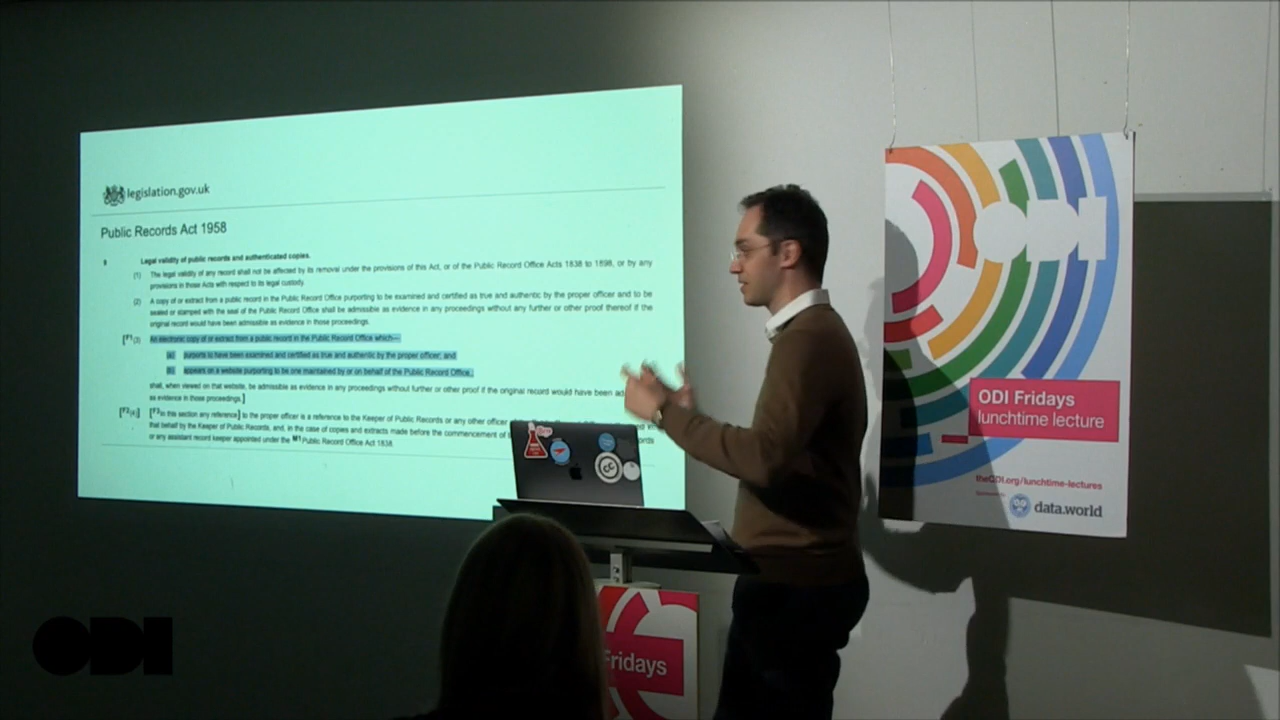 legislation.gov.uk
Public Records Act 1958
9 Legal validity of public records and authenticated copies.
(1) The legal validity of any record shall not be affected by its removal under the provisions of this Act, or of the Public Record Office Acts 1838 to 1898, or by any
provisions in those Acts with respect to its legal custody.
(2) A copy of or extract from a public record in the Public Record Office purporting to be examined and certified as true and authentic by the proper officer and to be
sealed or stamped with the seal of the Public Record Office shall be admissible as evidence in any proceedings without any further or other proof thereof if the
original record would have been admissible as evidence in those proceedings.
[F1(3) An electronic copy of or extract from a public record in the Public Record Office which—
(a) purports to have been examined and certified as true and authentic by the proper officer; and
(b) appears on a website purporting to be one maintained by or on behalf of the Public Record Office,
shall, when viewed on that website, be admissible as evidence in any proceedings without further or other proof if the original record would have been
as evidence in those proceedings.]
[F2(4)] [F3In this section any reference] to the proper officer is a reference to the Keeper of Public Records or any other officer
that behalf by the Keeper of Public Records, and, in the case of copies and extracts made before the commencement of
or any assistant record keeper appointed under the M1Public Record Office Act 1838.
cc
ODI
ODI Fridays
lunchtime lecture
theODI.org/lunchtime-lectures
data.world
Fridays
ODI